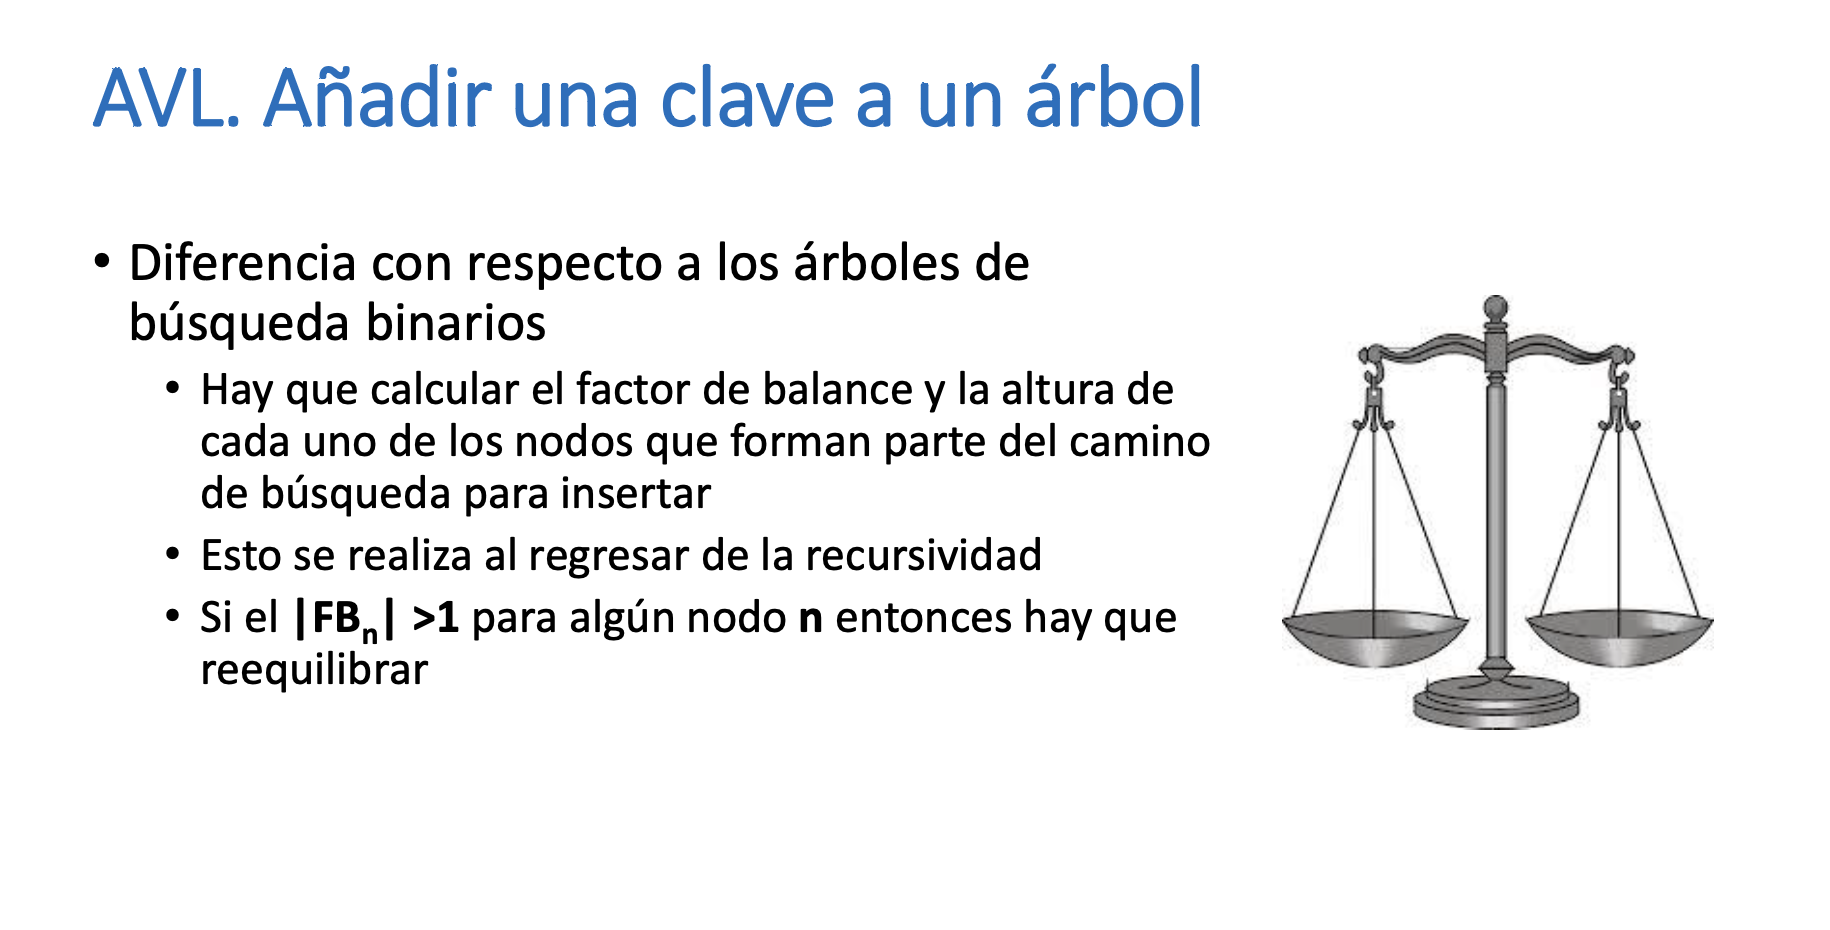 AVL. Añadir una clave a un árbol
• Diferencia con respecto a los árboles de
búsqueda binarios
• Hay que calcular el factor de balance y la altura de
cada uno de los nodos que forman parte del camino
de búsqueda para insertar
• Esto se realiza al regresar de la recursividad
• Si el |FBn| >1 para algún nodo n entonces hay que
reequilibrar